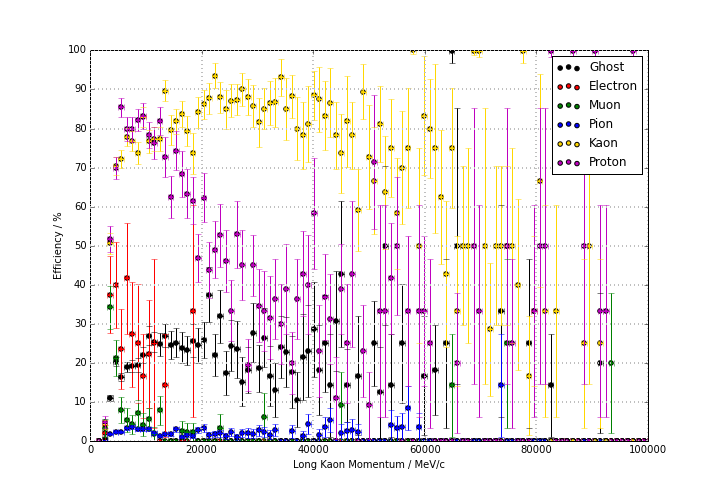 100
90
80
70
60
50
40
30
20
10
0
Efficiency / %
0
20000
40000
60000
80000
100000
Long Kaon Momentum / MeV/c
Ghost
Electron
Muon
Pion
Kaon
Proton